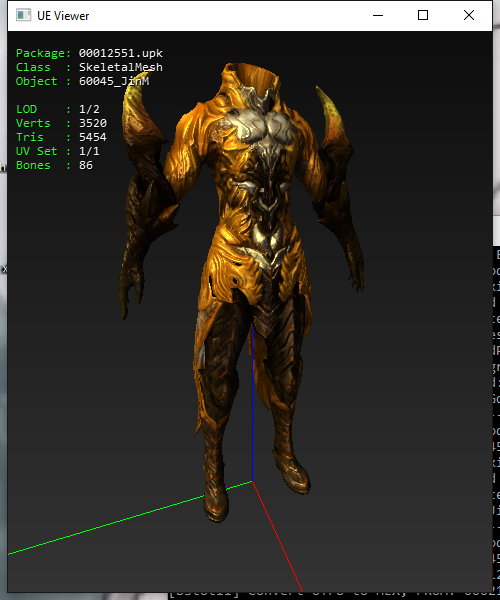 UE Viewer
Package: 00012551.upk
Class : SkeletalMesh
Object : 60045_JinM
LOD : 1/2
Verts : 3520
Tris : 5454
UV Set : 1/1
Bones : 86